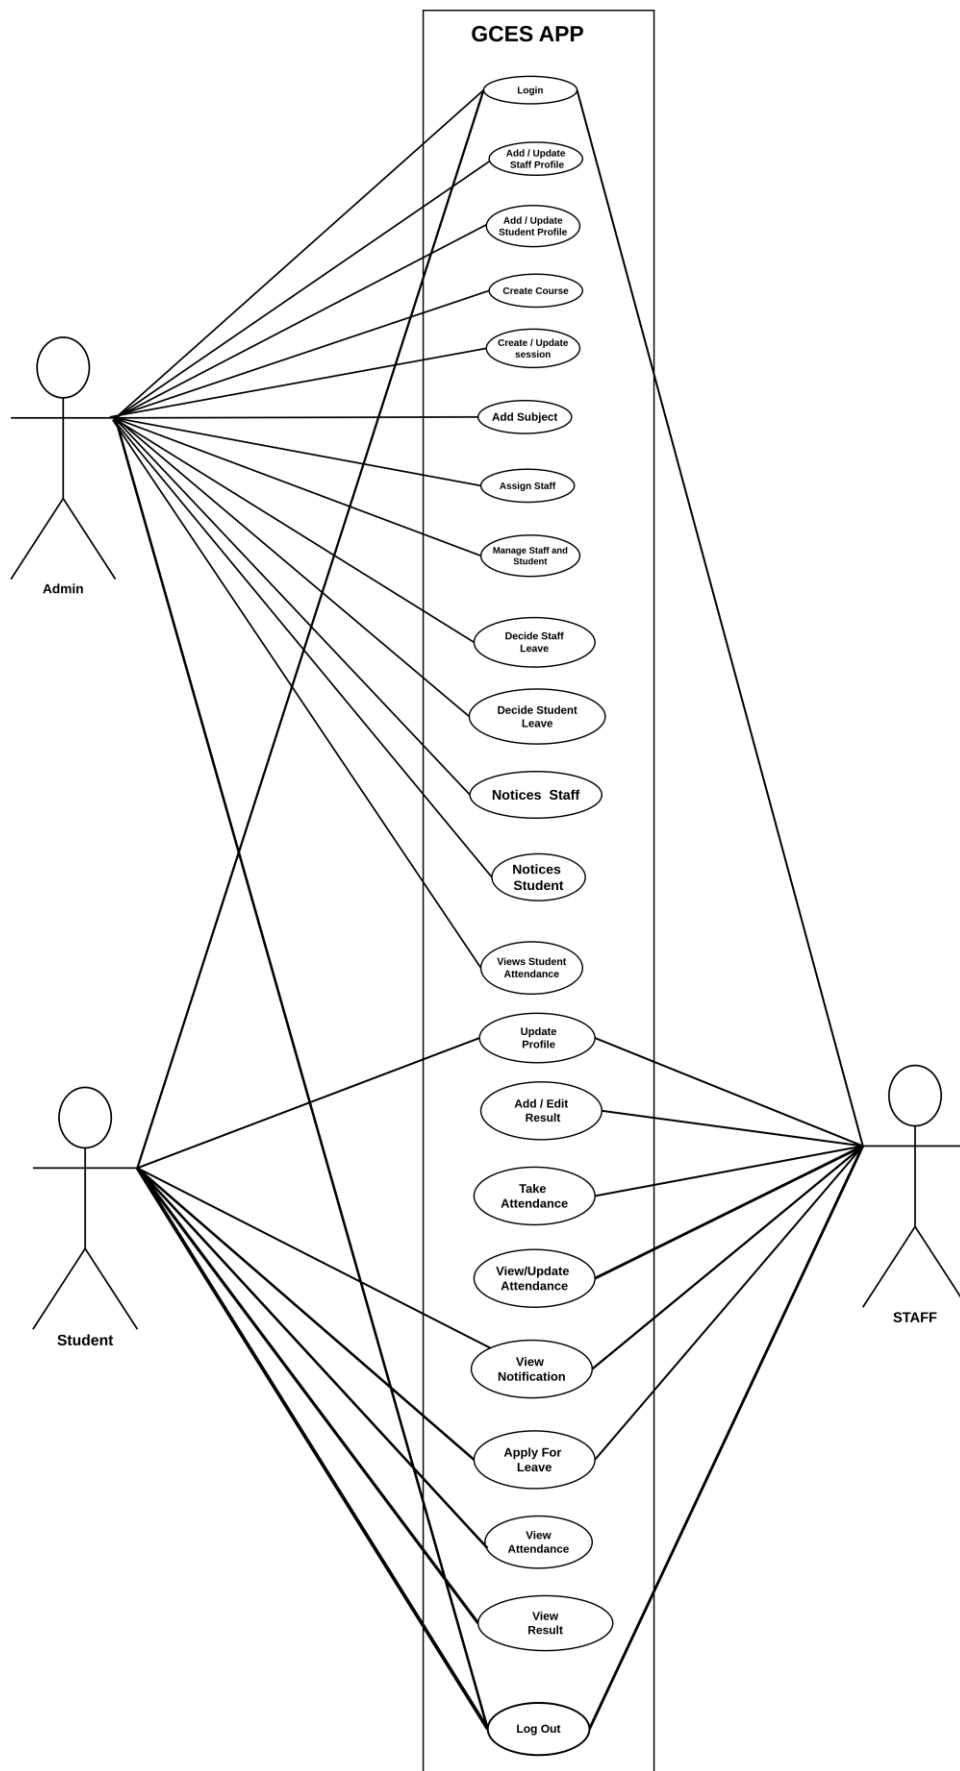 GCES APP
Login
Add / Update
Staff Profile
Add / Update
Student Profile
Create Course
Create / Update
session
Add Subject
Assign Staff
Manage Staff and
Student
Admin
Decide Staff
Leave
Decide Student
Leave
Notices  Staff
Notices
Student
Views Student
Attendance
Update
Profile
Add / Edit
Result
Take
Attendance
View/Update
Attendance
STAFF
Student
View
Notification
Apply For
Leave
View
Attendance
View
Result
Log Out